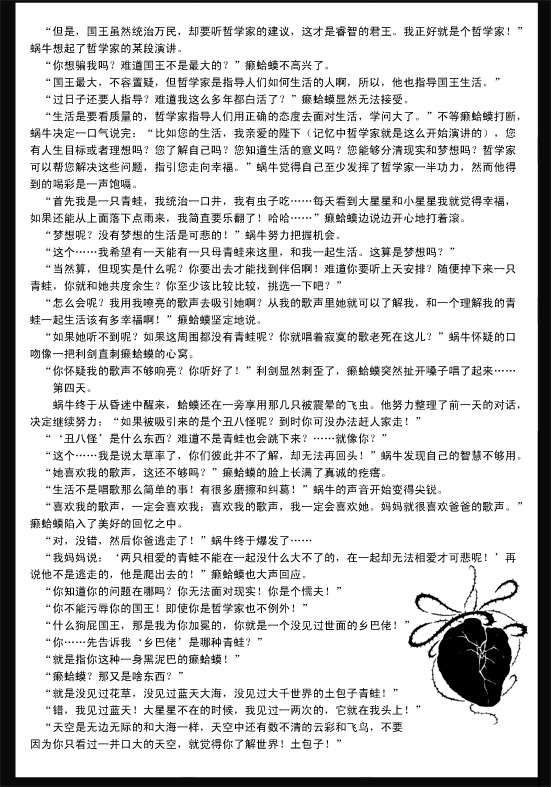 “但是，国王虽然统治万民，却要听哲学家的建议，这才是睿智的君王。我正好就是个哲学家！”
蜗牛想起了哲学家的某段演讲。
“你想骗我吗？难道国王不是最大的？”癞蛤蟆不高兴了。
“国王最大，不容置疑，但哲学家是指导人们如何生活的人啊，所以，他也指导国王生活。”
“过日子还要人指导？难道我这么多年都白活了？”癞蛤蟆显然无法接受。
“生活是要看质量的，哲学家指导人们用正确的态度去面对生活，学问大了。”不等癞蛤蟆打断，
蜗牛决定一口气说完：“比如您的生活，我亲爱的陛下（记忆中哲学家就是这么开始演讲的），您
有人生目标或者理想吗？您了解自己吗？您知道生活的意义吗？您能够分清现实和梦想吗？哲学家
可以帮您解决这些问题，指引您走向幸福。”蜗牛觉得自己至少发挥了哲学家一半功力，然而他得
到的喝彩是一声饱嗝。
“首先我是一只青蛙，我统治一口井，我有虫子吃……每天看到大星星和小星星我就觉得幸福，
如果还能从上面落下点雨来，我简直要乐翻了！哈哈……”癞蛤蟆边说边开心地打着滚。
“梦想呢？没有梦想的生活是可悲的！”蜗牛努力把握机会。
“这个……我希望有一天能有一只母青蛙来这里，和我一起生活。这算是梦想吗？”
“当然算，但现实是什么呢？你要出去才能找到伴侣啊！难道你要听上天安排？随便掉下来一只
青蛙，你就和她共度余生？你至少该比较比较，挑选一下吧？”
“怎么会呢？我用我嘹亮的歌声去吸引她啊？从我的歌声里她就可以了解我，和一个理解我的青
蛙一起生活该有多幸福啊！”癞蛤蟆坚定地说。
“如果她听不到呢？如果这周围都没有青蛙呢？你就唱着寂寞的歌老死在这儿？”蜗牛怀疑的口
吻像一把利剑直刺癞蛤蟆的心窝。
“你怀疑我的歌声不够响亮？你听好了！”利剑显然刺歪了，癞蛤蟆突然扯开嗓子唱了起来……
第四天。
蜗牛终于从昏迷中醒来，蛤蟆还在一旁享用那几只被震晕的飞虫。他努力整理了前一天的对话，
决定继续努力：“如果被吸引来的是个丑八怪呢？到时你可没办法赶人家走！”
“‘丑八怪’是什么东西？难道不是青蛙也会跳下来？……就像你？”
“这个……我是说太草率了，你们彼此并不了解，却无法再回头！”蜗牛发现自己的智慧不够用。
“她喜欢我的歌声，这还不够吗？”癞蛤蟆的脸上长满了真诚的疙瘩。
“生活不是唱歌那么简单的事！有很多磨擦和纠葛！”蜗牛的声音开始变得尖锐。
“喜欢我的歌声，一定会喜欢我；喜欢我的歌声，我一定会喜欢她。妈妈就很喜欢爸爸的歌声。”
癞蛤蟆陷入了美好的回忆之中。
“对，没错，然后你爸逃走了！”蜗牛终于爆发了……
“我妈妈说：‘两只相爱的青蛙不能在一起没什么大不了的，在一起却无法相爱才可悲呢！’再
说他不是逃走的，他是爬出去的！”癞蛤蟆也大声回应。
“你知道你的问题在哪吗？你无法面对现实！你是个懦夫！”
“你不能污辱你的国王！即使你是哲学家也不例外！”
“什么狗屁国王，那是我为你加冕的，你就是一个没见过世面的乡巴佬！”
“你……先告诉我‘乡巴佬’是哪种青蛙？”
“就是指你这种一身黑泥巴的癞蛤蟆！”
“癞蛤蟆？那又是啥东西？”
“就是没见过花草，没见过蓝天大海，没见过大千世界的土包子青蛙！”
“错，我见过蓝天！大星星不在的时候，我见过一两次的，它就在我头上！”
“天空是无边无际的和大海一样，天空中还有数不清的云彩和飞鸟，不要
因为你只看过一井口大的天空，就觉得你了解世界！土包子！”